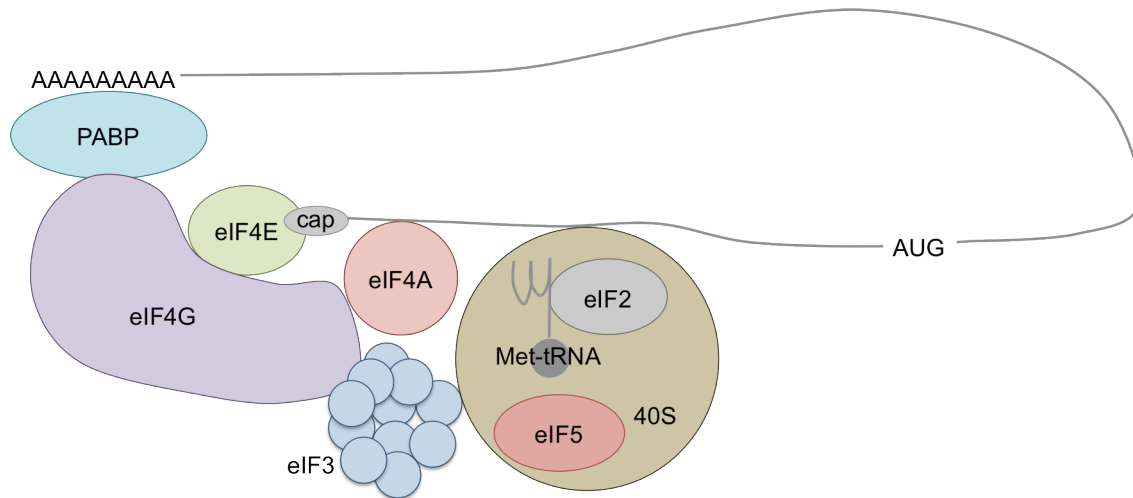 AAAAAAAAA
PABP
eIF4E
cap
AUG
eIF4A
eIF2
eIF4G
Met-tRNA
40S
eIF5
eIF3